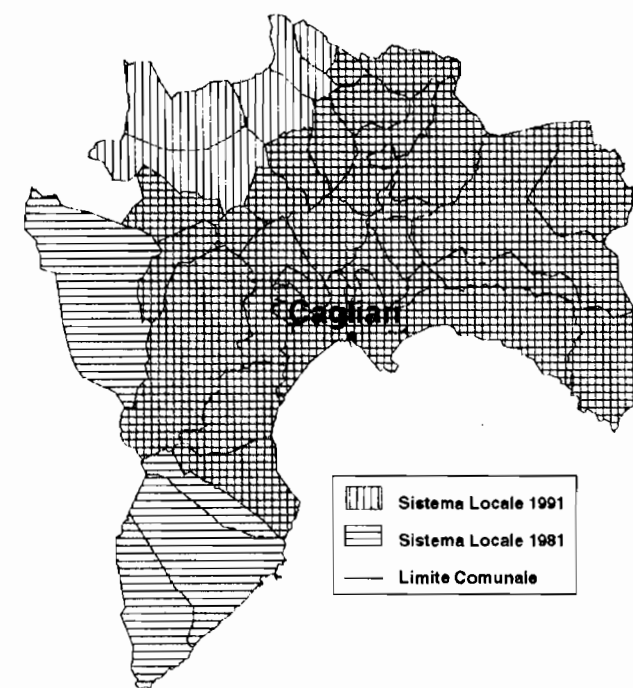 Cagliari
Sistema Locale 1991
Sistema Locale 1981
Limite Comunale